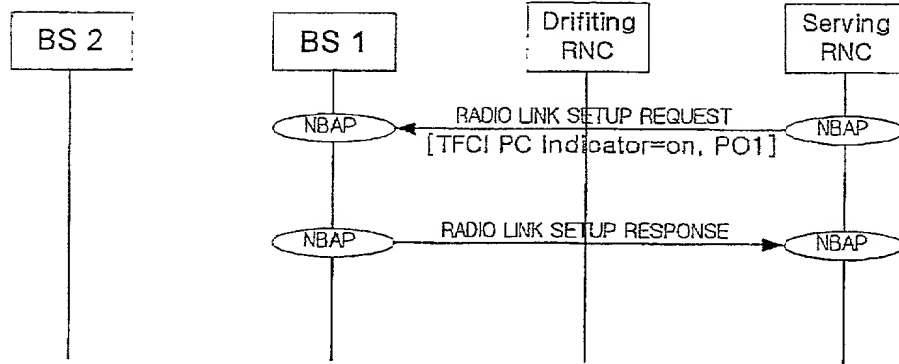 BS 2
BS 1
Drifiting
RNC
Serving
RNC
NBAP
RADIO LINK SETUP REQUEST
NBAP
[TFCI PC Indicator=on, PO1]
NBAP
RADIO LINK SETUP RESPONSE
NBAP